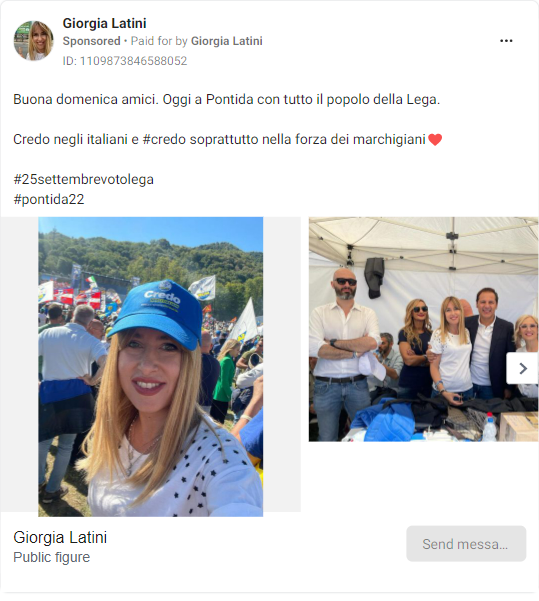 Giorgia Latini
Sponsored • Paid for by Giorgia Latini
ID: 1109873846588052
Buona domenica amici. Oggi a Pontida con tutto il popolo della Lega.
Credo negli italiani e #credo soprattutto nella forza dei marchigiani❤️
#25settembrevotolega
#pontida22
Credo
Giorgia Latini
Public figure
Send messa...